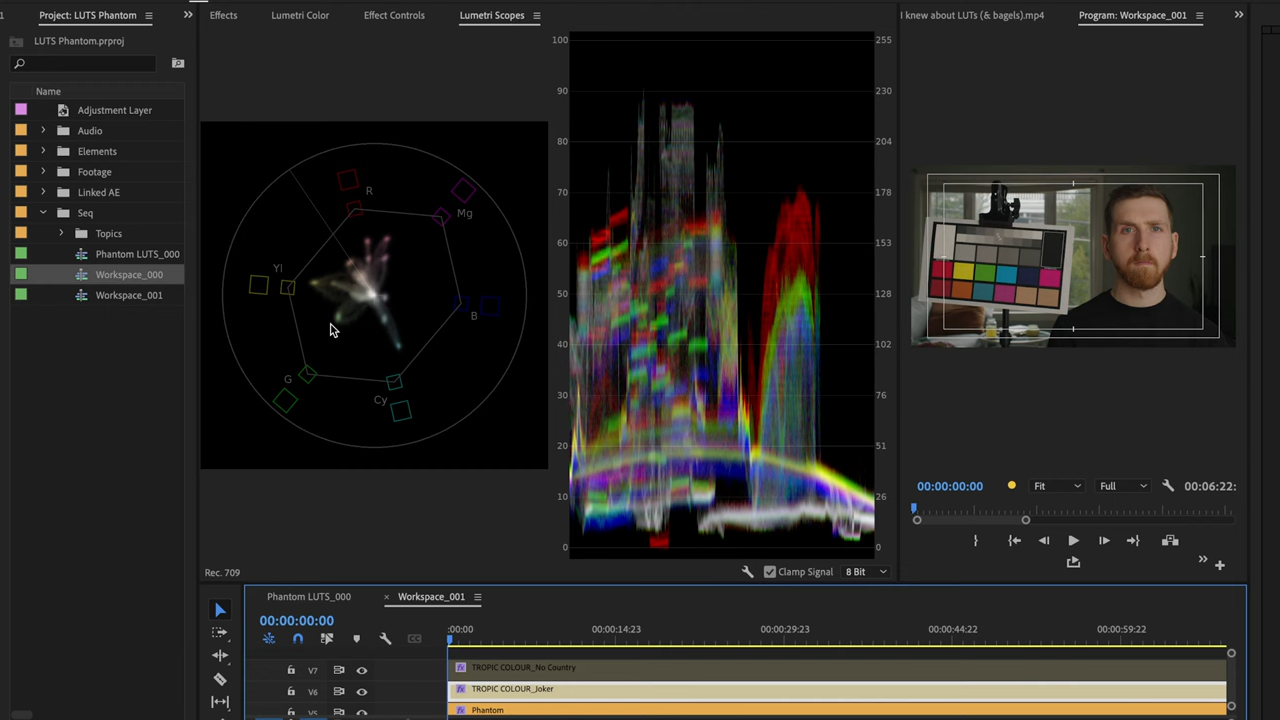 Project: LUTS Phantom
Effects
Lumetri Color
Effect Controls
Lumetri Scopes
I knew about LUTs (& bagels).mp4
Program: Workspace_001
LUTS Phantom.prproj
Name
Adjustment Layer
Audio
Elements
Footage
Linked AE
Seq
Topics
Phantom LUTS_000
Workspace_000
Workspace_001
R
Mg
Yl
B
G
Cy
100
90
80
70
60
50
40
30
20
10
0
255
230
204
178
153
128
102
76
51
26
0
Rec. 709
Clamp Signal
8 Bit
00:00:00:00
Fit
Full
00:06:22:
Phantom LUTS_000
× Workspace_001
00:00:00:00
:00:00
00:00:14:23
00:00:29:23
00:00:44:22
00:00:59:22
V7
fx TROPIC COLOUR_No Country
V6
fx TROPIC COLOUR_Joker
V5
fx Phantom